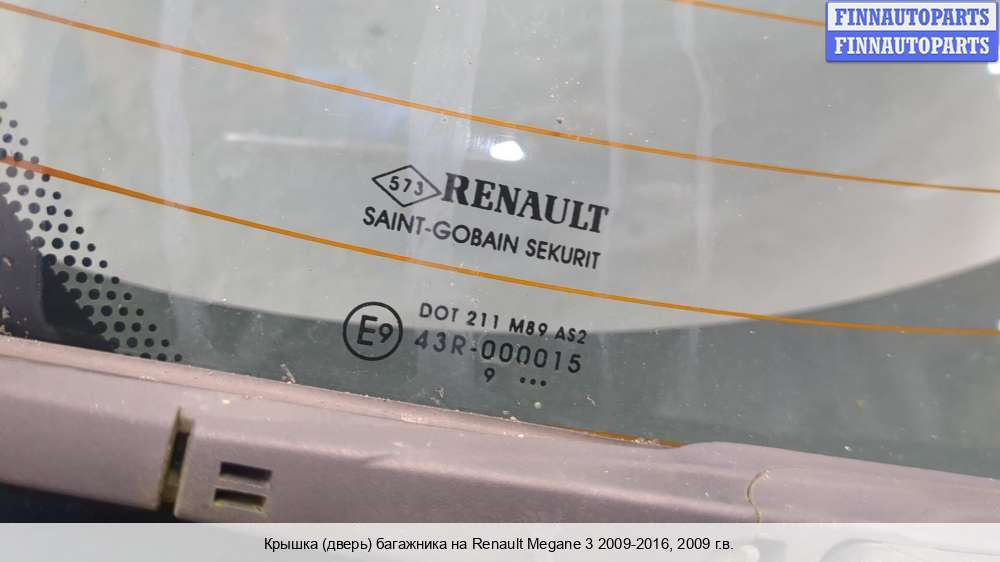 FINNAUTOPARTS
FINNAUTOPARTS
573 RENAULT
SAINT-GOBAIN SEKURIT
E9
DOT 211 M89 AS2
43R-000015
9 ...
Крышка (дверь) багажника на Renault Megane 3 2009-2016, 2009 г.в.